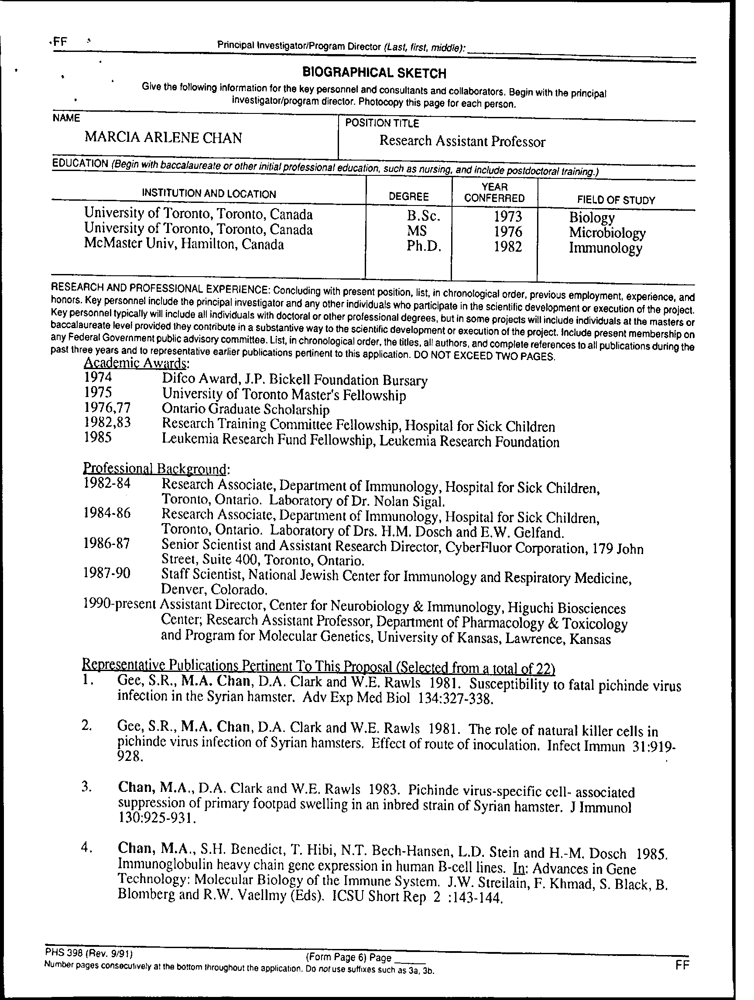 FF
Principal Investigator/Program Director (Last, first, middle):
BIOGRAPHICAL SKETCH
Give the following information for the key personnel and consultants and collaborators. Begin with the principal
investigator/program director. Photocopy this page for each person.
NAME
MARCIA ARLENE CHAN
POSITION TITLE
Research Assistant Professor
EDUCATION (Begin with baccalaureate or other initial professional education, such as nursing, and include postdoctoral training.)
INSTITUTION AND LOCATION DEGREE YEAR CONFERRED FIELD OF STUDY
University of Toronto, Toronto, Canada B.Sc. 1973 Biology
University of Toronto, Toronto, Canada MS 1976 Microbiology
McMaster Univ, Hamilton, Canada Ph.D. 1982 Immunology
RESEARCH AND PROFESSIONAL EXPERIENCE: Concluding with present position, list, in chronological order, previous employment, experience, and
honors. Key personnel include the principal investigator and any other individuals who participate in the scientific development or execution of the project.
Key personnel typically will include all individuals with doctoral or other professional degrees, but in some projects will include individuals at the masters or
baccalaureate level provided they contribute in a substantive way to the scientific development or execution of the project. Include present membership on
any Federal Government public advisory committee. List, in chronological order, the titles, all authors, and complete references to all publications during the
past three years and to representative earlier publications pertinent to this application. DO NOT EXCEED TWO PAGES.
Academic Awards:
1974 Difco Award, J.P. Bickell Foundation Bursary
1975 University of Toronto Master's Fellowship
1976,77 Ontario Graduate Scholarship
1982,83 Research Training Committee Fellowship, Hospital for Sick Children
1985 Leukemia Research Fund Fellowship, Leukemia Research Foundation
Professional Background:
1982-84 Research Associate, Department of Immunology, Hospital for Sick Children,
Toronto, Ontario. Laboratory of Dr. Nolan Sigal.
1984-86 Research Associate, Department of Immunology, Hospital for Sick Children,
Toronto, Ontario. Laboratory of Drs. H.M. Dosch and E.W. Gelfand.
1986-87 Senior Scientist and Assistant Research Director, CyberFluor Corporation, 179 John
Street, Suite 400, Toronto, Ontario.
1987-90 Staff Scientist, National Jewish Center for Immunology and Respiratory Medicine,
Denver, Colorado.
1990-present Assistant Director, Center for Neurobiology & Immunology, Higuchi Biosciences
Center; Research Assistant Professor, Department of Pharmacology & Toxicology
and Program for Molecular Genetics, University of Kansas, Lawrence, Kansas
Representative Publications Pertinent To This Proposal (Selected from a total of 22)
1. Gee, S.R., M.A. Chan, D.A. Clark and W.E. Rawls 1981. Susceptibility to fatal pichinde virus
infection in the Syrian hamster. Adv Exp Med Biol 134:327-338.
2. Gee, S.R., M.A. Chan, D.A. Clark and W.E. Rawls 1981. The role of natural killer cells in
pichinde virus infection of Syrian hamsters. Effect of route of inoculation. Infect Immun 31:919-
928.
3. Chan, M.A., D.A. Clark and W.E. Rawls 1983. Pichinde virus-specific cell- associated
suppression of primary footpad swelling in an inbred strain of Syrian hamster. J Immunol
130:925-931.
4. Chan, M.A., S.H. Benedict, T. Hibi, N.T. Bech-Hansen, L.D. Stein and H.-M. Dosch 1985.
Immunoglobulin heavy chain gene expression in human B-cell lines. In: Advances in Gene
Technology: Molecular Biology of the Immune System. J.W. Streilain, F. Khmad, S. Black, B.
Blomberg and R.W. Vaellmy (Eds). ICSU Short Rep 2 :143-144.
PHS 398 (Rev. 9/91) (Form Page 6) Page
Number pages consecutively at the bottom throughout the application. Do not use suffixes such as 3a, 3b.
FF